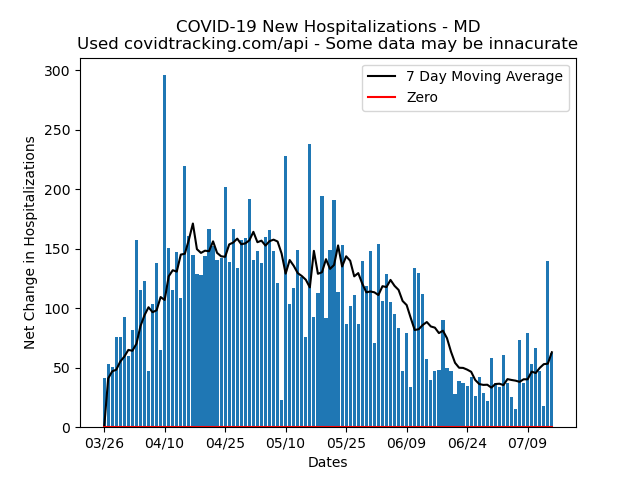 COVID-19 New Hospitalizations - MD
Used covidtracking.com/api - Some data may be innacurate
7 Day Moving Average
Zero
Net Change in Hospitalizations
300
250
200
150
100
50
0
03/26 04/10 04/25 05/10 05/25 06/09 06/24 07/09
Dates